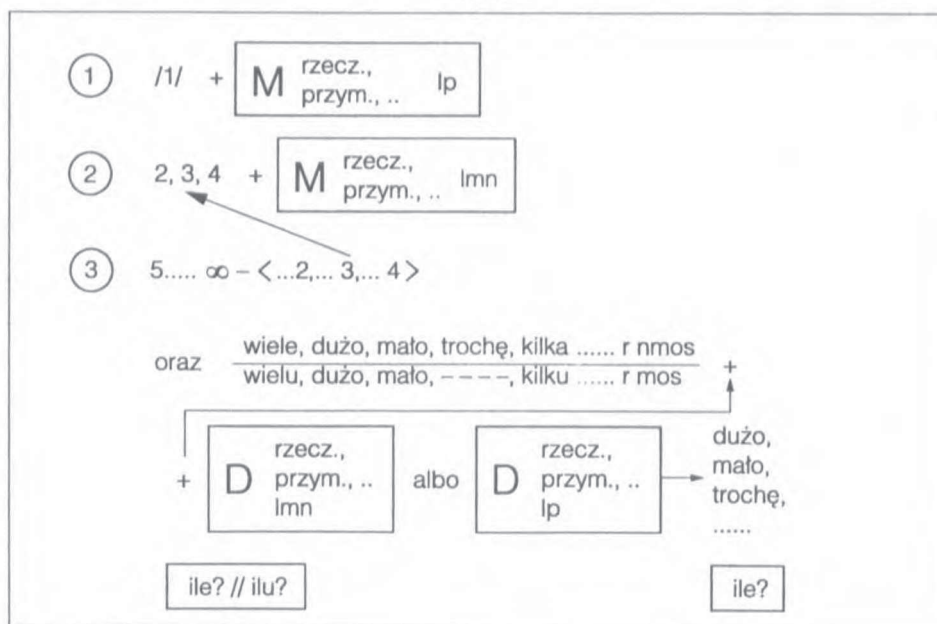 1 /1/ + M rzecz., przym., .. lp
2 2, 3, 4 + M rzecz., przym., .. lmn
3 5..... ∞ – <...2,... 3,... 4>
oraz wiele, dużo, mało, trochę, kilka ...... r nmos
wielu, dużo, mało, – – – –, kilku ...... r mos +
+ D rzecz., przym., .. lmn albo D rzecz., przym., .. lp dużo, mało, trochę, ......
ile? // ilu? ile?